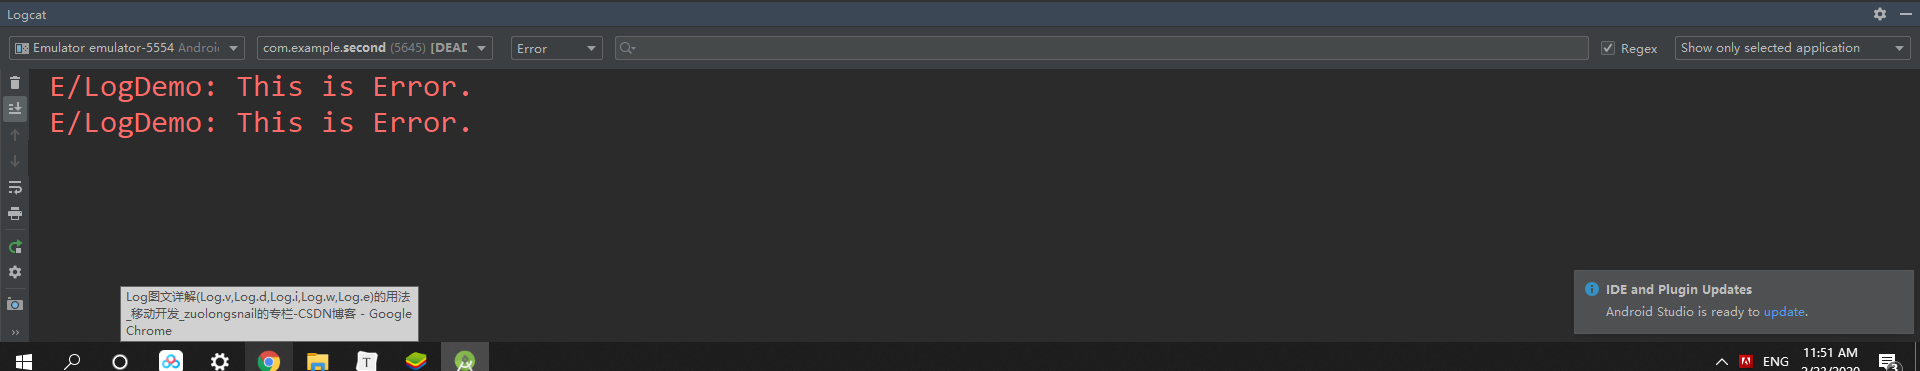 Logcat
Emulator emulator-5554 Androi
com.example.second (5645) [DEAD
Error
Regex
Show only selected application
E/LogDemo: This is Error.
E/LogDemo: This is Error.
Log图文详解(Log.v,Log.d,Log.i,Log.w,Log.e)的用法
_移动开发_zuolongsnail的专栏-CSDN博客 - Google
Chrome
IDE and Plugin Updates
Android Studio is ready to update.
T
ENG
11:51 AM
3